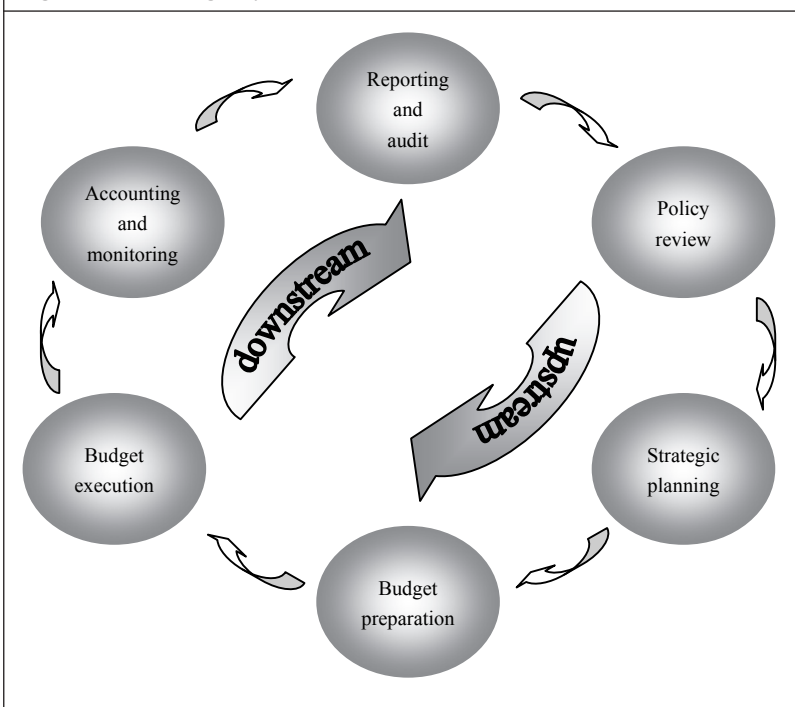 Reporting
and
audit
Accounting
and
monitoring
Policy
review
downstream
upstream
Budget
execution
Strategic
planning
Budget
preparation